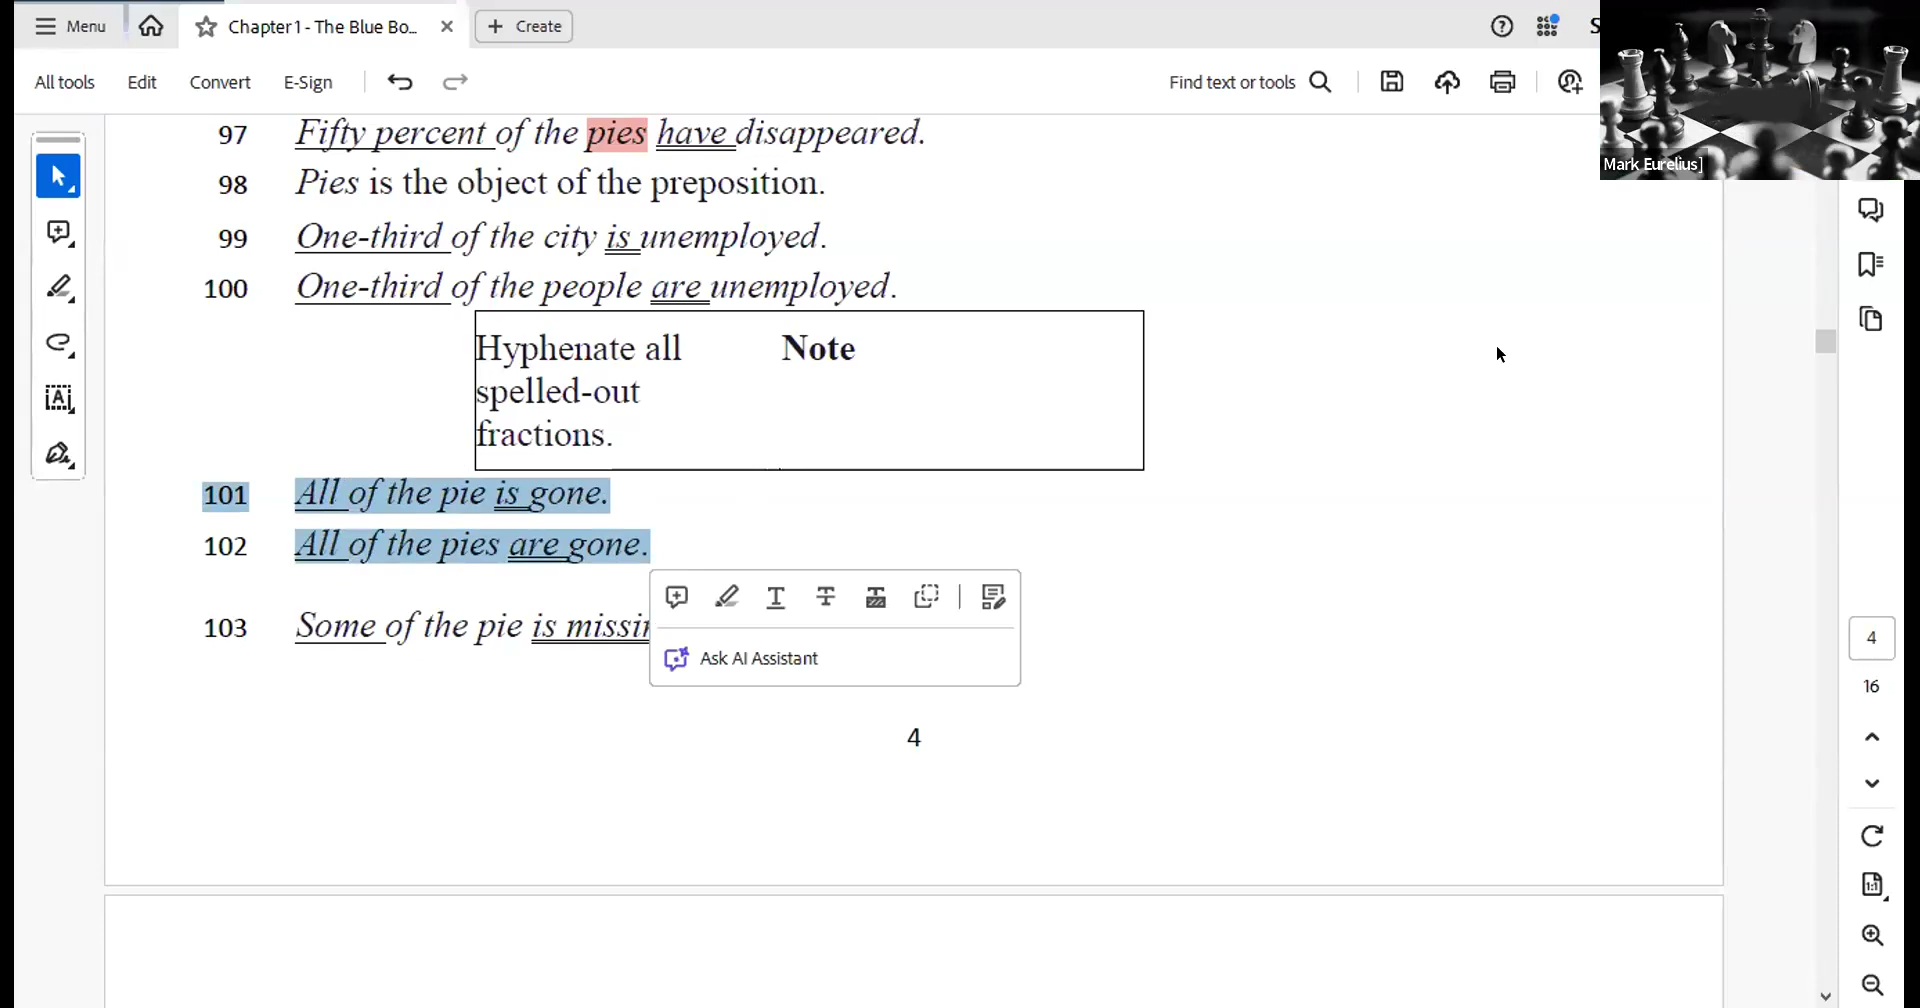 Menu
Chapter1 - The Blue Bo...
Create
All tools
Edit
Convert
E-Sign
Find text or tools
Mark Eurelius]
97 Fifty percent of the pies have disappeared.
98 Pies is the object of the preposition.
99 One-third of the city is unemployed.
100 One-third of the people are unemployed.
Hyphenate all Note
spelled-out
fractions.
101 All of the pie is gone.
102 All of the pies are gone.
103 Some of the pie is missin
Ask AI Assistant
4
4
16
1:1